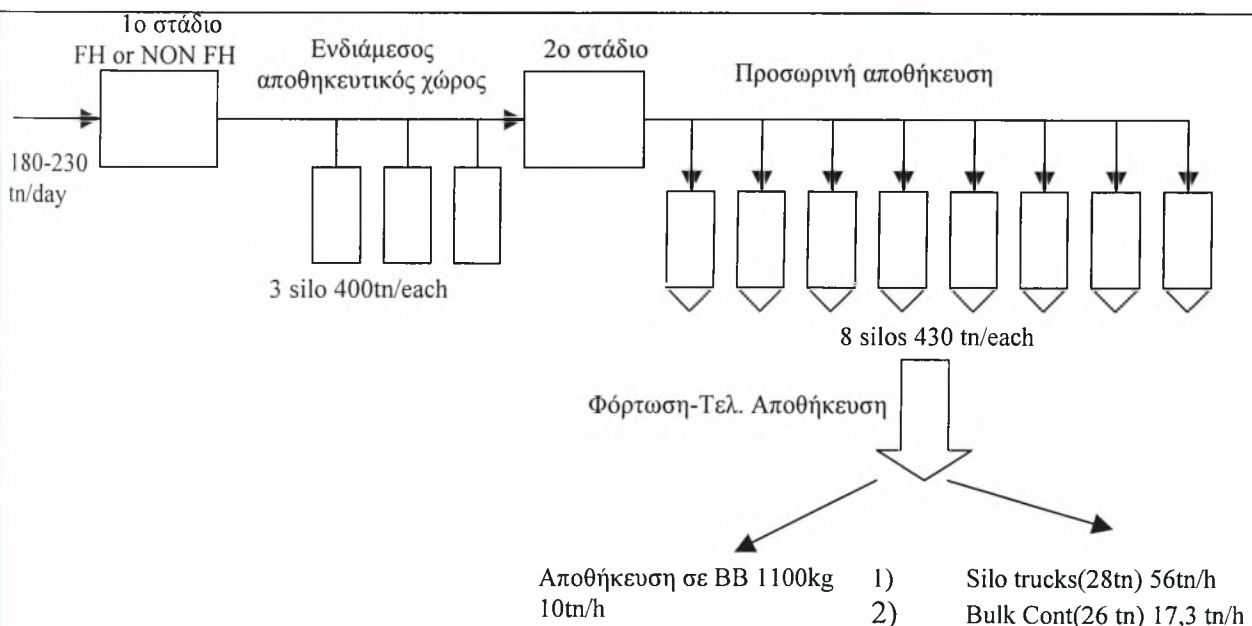 1ο στάδιο
FH or NON FH
Ενδιάμεσος
αποθηκευτικός χώρος
2ο στάδιο
Προσωρινή αποθήκευση
180-230
tn/day
3 silo 400tn/each
8 silos 430 tn/each
Φόρτωση-Τελ. Αποθήκευση
Αποθήκευση σε BB 1100kg
10tn/h
1) Silo trucks(28tn) 56tn/h
2) Bulk Cont(26 tn) 17,3 tn/h